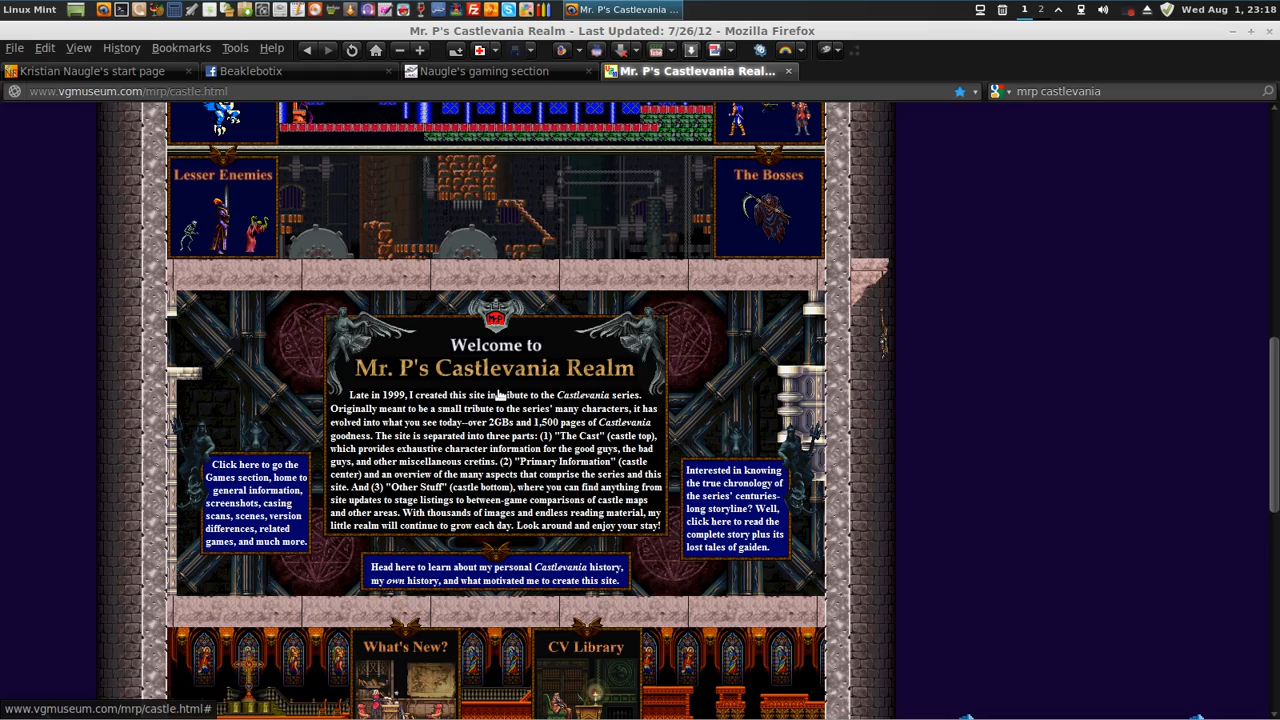 Linux Mint
Mr. P's Castlevania ...
1 2
Wed Aug 1, 23:18
Mr. P's Castlevania Realm - Last Updated: 7/26/12 - Mozilla Firefox
File Edit View History Bookmarks Tools Help
Kristian Naugle's start page
Beaklebotix
Naugle's gaming section
Mr. P's Castlevania Real...
www.vgmuseum.com/mrp/castle.html
mrp castlevania
Lesser Enemies
The Bosses
M·P
Welcome to
Mr. P's Castlevania Realm
Late in 1999, I created this site in tribute to the Castlevania series.
Originally meant to be a small tribute to the series' many characters, it has
evolved into what you see today--over 2GBs and 1,500 pages of Castlevania
goodness. The site is separated into three parts: (1) "The Cast" (castle top),
which provides exhaustive character information for the good guys, the bad
guys, and other miscellaneous cretins. (2) "Primary Information" (castle
center) and an overview of the many aspects that comprise the series and this
site. And (3) "Other Stuff" (castle bottom), where you can find anything from
site updates to stage listings to between-game comparisons of castle maps
and other areas. With thousands of images and endless reading material, my
little realm will continue to grow each day. Look around and enjoy your stay!
Click here to go the
Games section, home to
general information,
screenshots, casing
scans, scenes, version
differences, related
games, and much more.
Interested in knowing
the true chronology of
the series' centuries-
long storyline? Well,
click here to read the
complete story plus its
lost tales of gaiden.
Head here to learn about my personal Castlevania history,
my own history, and what motivated me to create this site.
What's New?
CV Library
www.vgmuseum.com/mrp/castle.html#